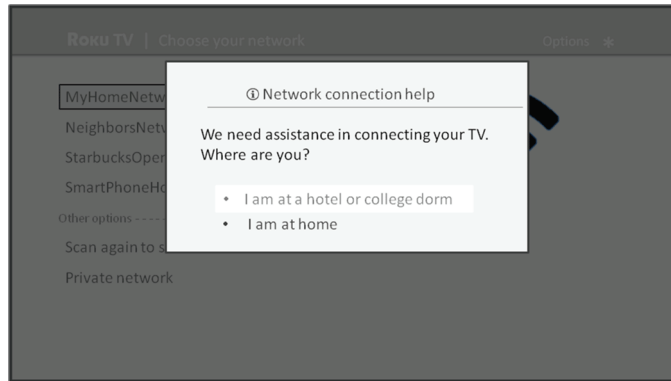 ROKU TV | Choose your network
Options *
MyHomeNetw
NeighborsNetw
StarbucksOper
SmartPhoneHo
Other options -----
Scan again to s
Private network
ⓘ Network connection help
We need assistance in connecting your TV.
Where are you?
• I am at a hotel or college dorm
• I am at home